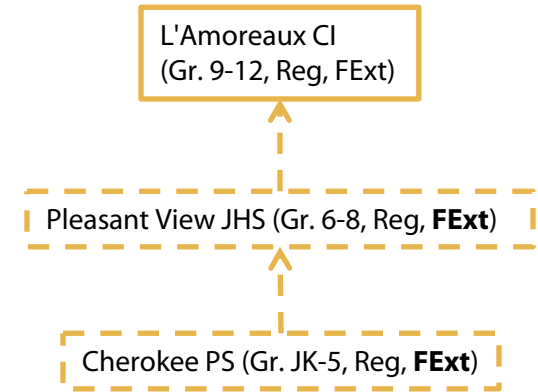 L'Amoreaux CI
(Gr. 9-12, Reg, FExt)
Pleasant View JHS (Gr. 6-8, Reg, FExt)
Cherokee PS (Gr. JK-5, Reg, FExt)